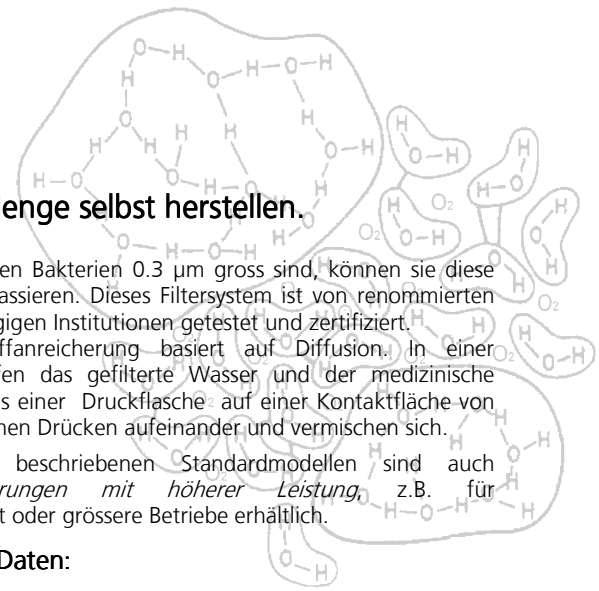 enge selbst herstellen.
en Bakterien 0.3 µm gross sind, können sie diese
assieren. Dieses Filtersystem ist von renommierten
gigen Institutionen getestet und zertifiziert.
ffanreicherung basiert auf Diffusion. In einer
fen das gefilterte Wasser und der medizinische
s einer Druckflasche auf einer Kontaktfläche von
nen Drücken aufeinander und vermischen sich.
beschriebenen Standardmodellen sind auch
rungen mit höherer Leistung, z.B. für
t oder grössere Betriebe erhältlich.
Daten: